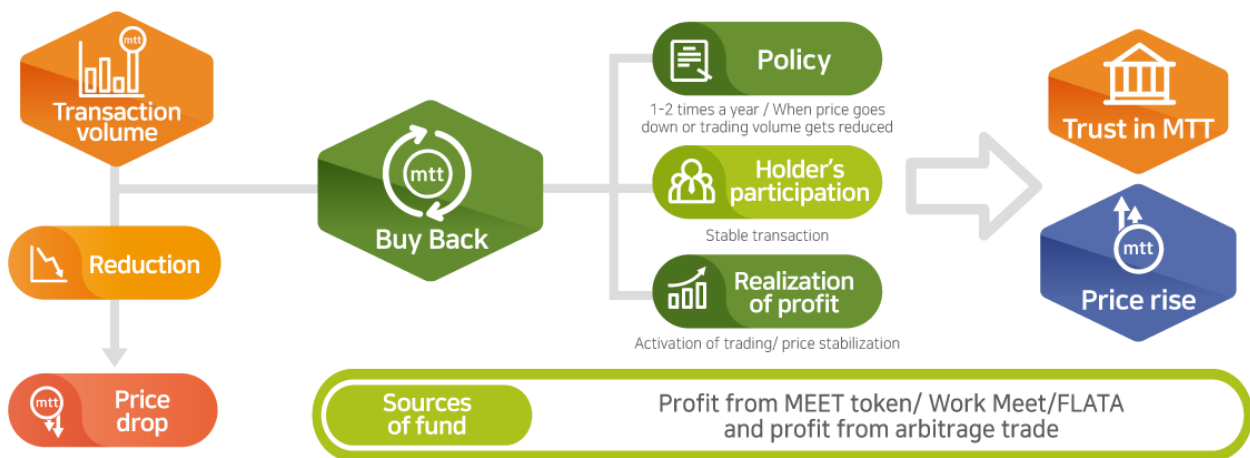 mtt
Transaction
volume
Reduction
mtt
Price
drop
mtt
Buy Back
Policy
1-2 times a year / When price goes
down or trading volume gets reduced
Holder's
participation
Stable transaction
Realization
of profit
Activation of trading/ price stabilization
Trust in MTT
mtt
Price rise
Sources
of fund
Profit from MEET token/ Work Meet/FLATA
and profit from arbitrage trade